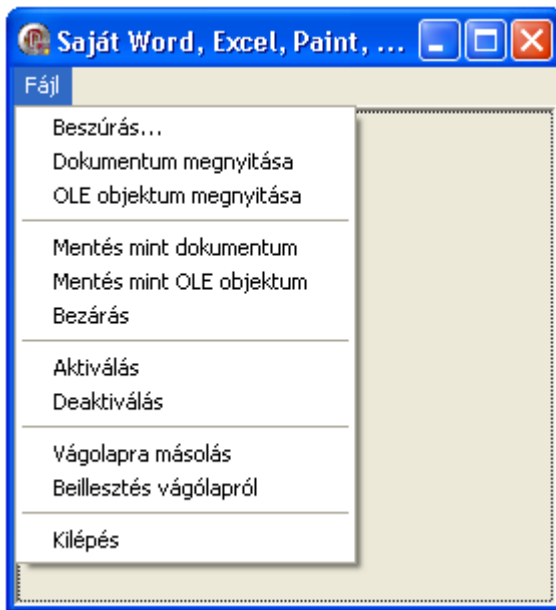 Saját Word, Excel, Paint, ...
Fájl
Beszúrás...
Dokumentum megnyitása
OLE objektum megnyitása
Mentés mint dokumentum
Mentés mint OLE objektum
Bezárás
Aktiválás
Deaktiválás
Vágolapra másolás
Beillesztés vágólapról
Kilépés